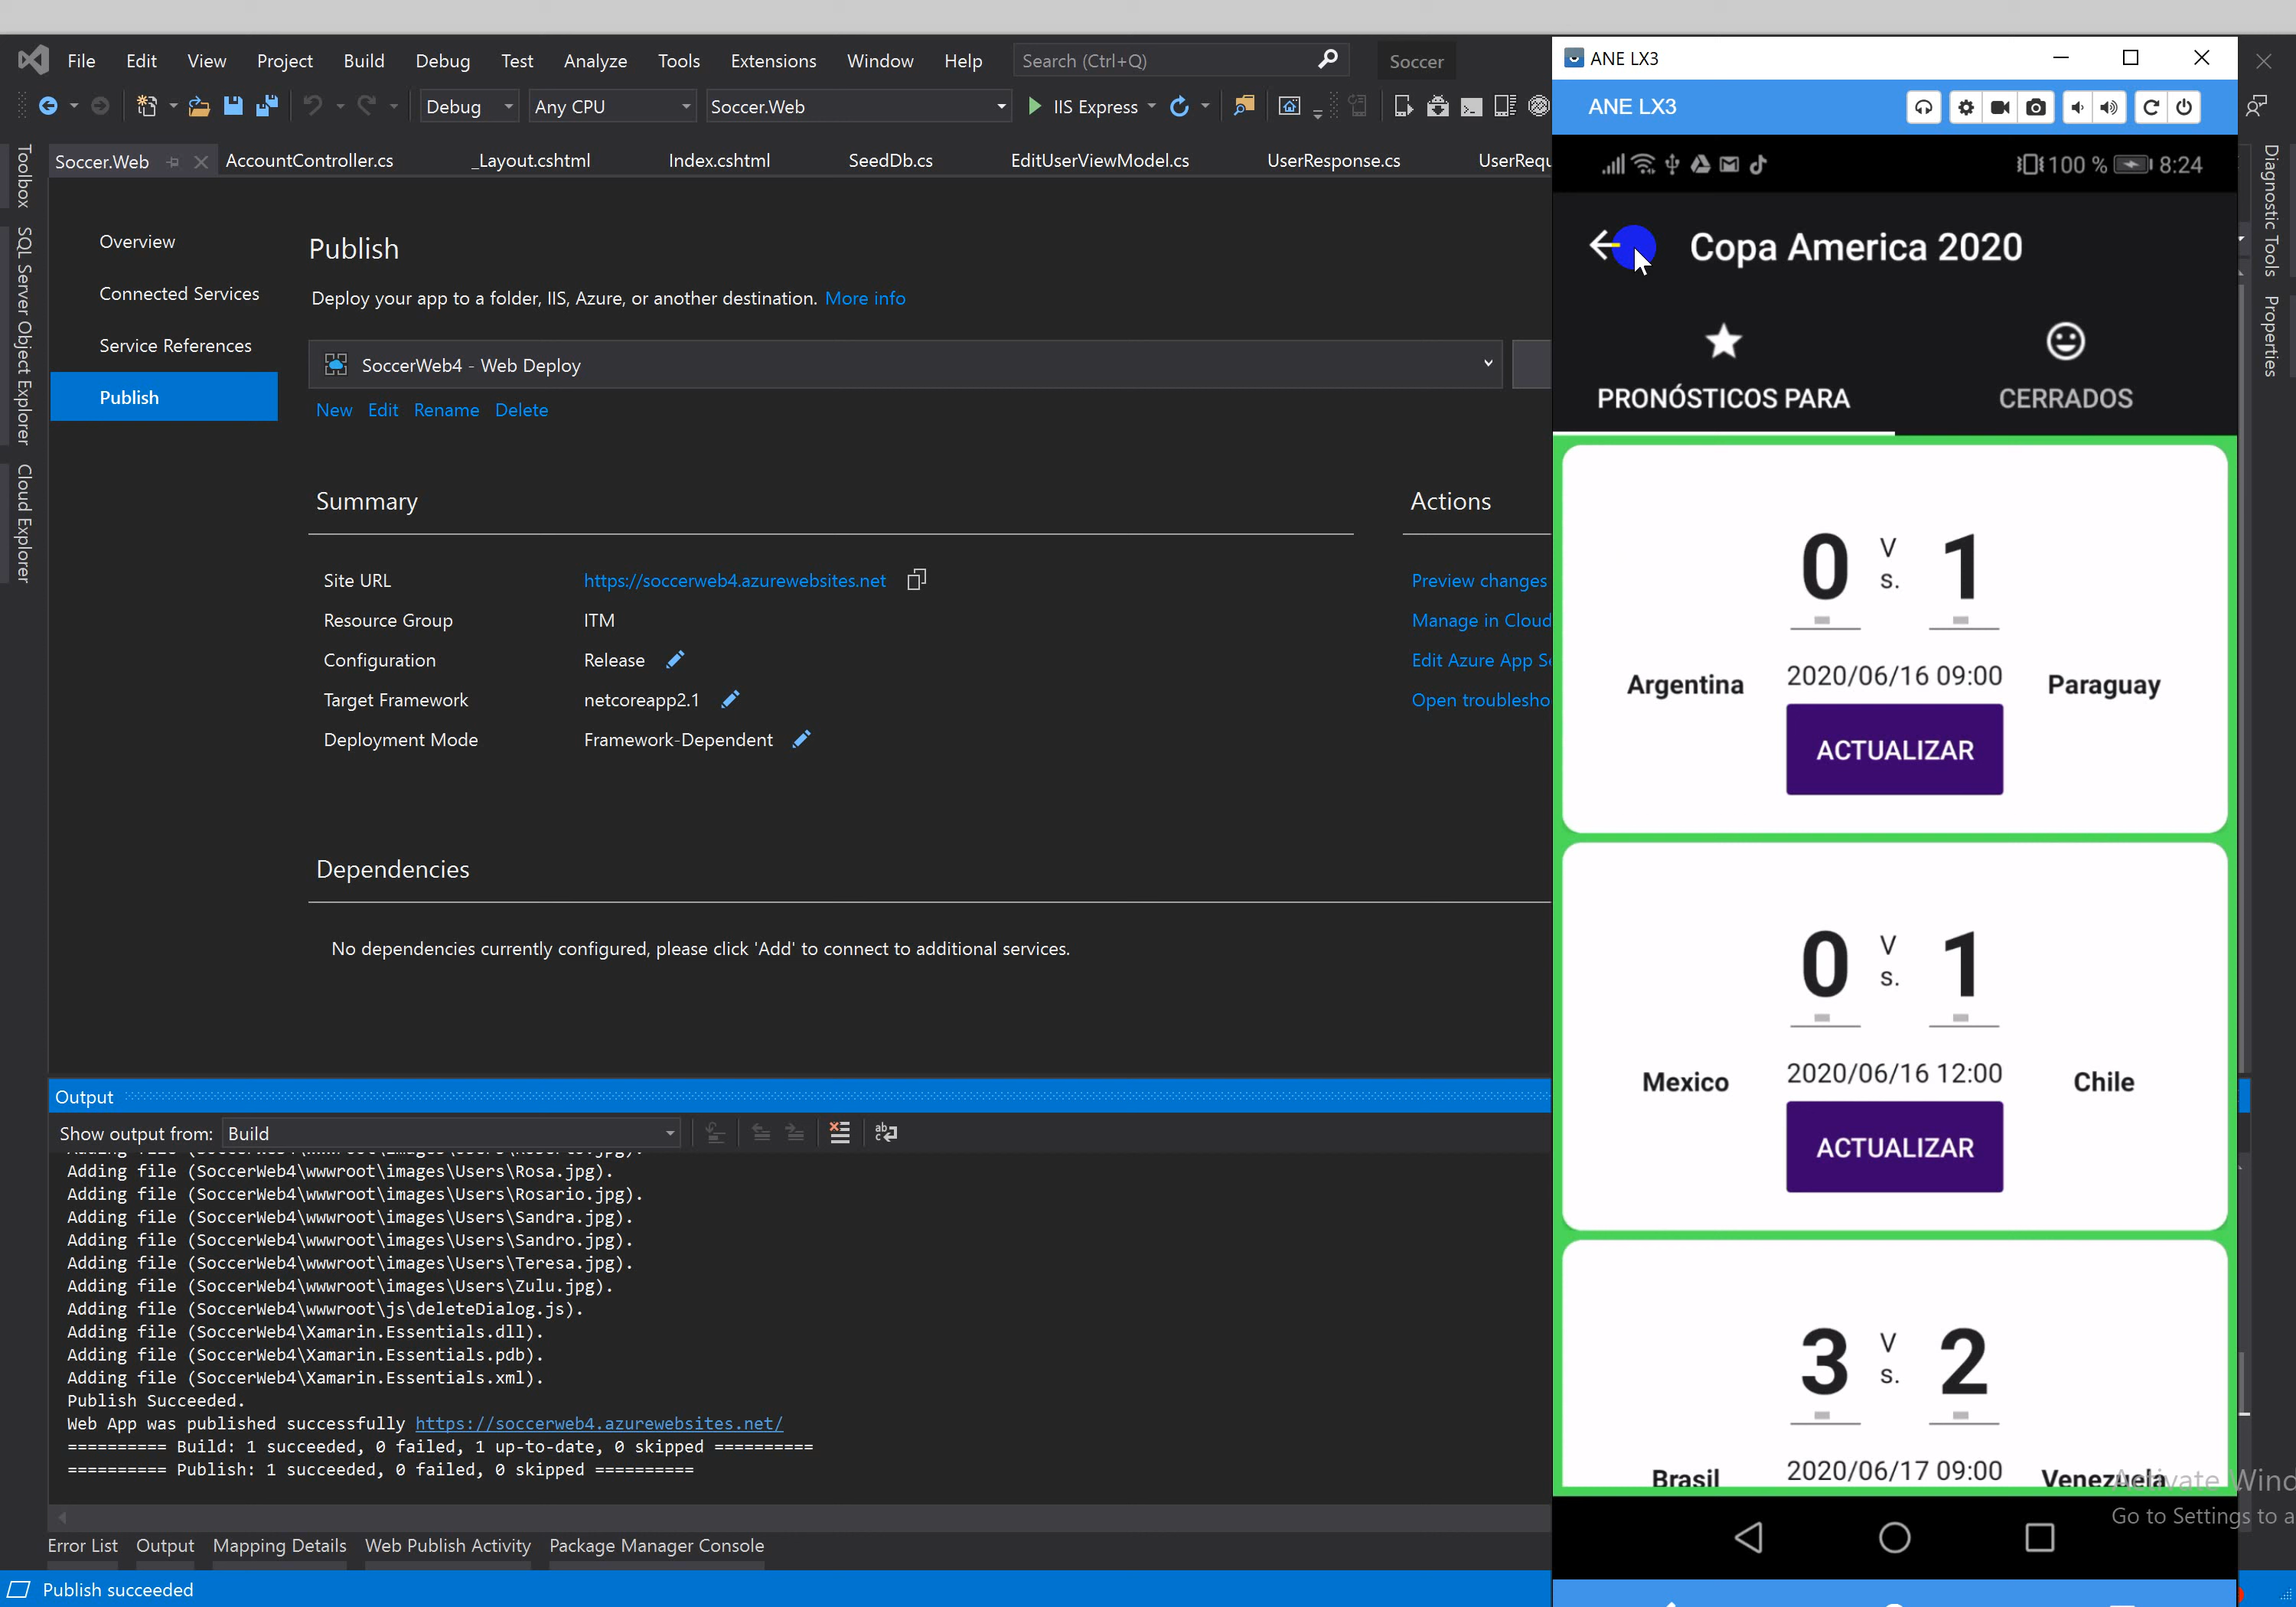 File Edit View Project Build Debug Test Analyze Tools Extensions Window Help Search (Ctrl+Q) Soccer
Debug Any CPU Soccer.Web IIS Express
Soccer.Web AccountController.cs _Layout.cshtml Index.cshtml SeedDb.cs EditUserViewModel.cs UserResponse.cs
Toolbox
SQL Server Object Explorer
Cloud Explorer
Overview
Connected Services
Service References
Publish
Publish
Deploy your app to a folder, IIS, Azure, or another destination. More info
SoccerWeb4 - Web Deploy
New Edit Rename Delete
Summary
Site URL https://soccerweb4.azurewebsites.net
Resource Group ITM
Configuration Release
Target Framework netcoreapp2.1
Deployment Mode Framework-Dependent
Actions
Preview changes
Manage in Cloud
Edit Azure App
Open
Dependencies
No dependencies currently configured, please click 'Add' to connect to additional services.
Output
Show output from: Build
Adding file (SoccerWeb4\wwwroot\images\Users\Rosa.jpg).
Adding file (SoccerWeb4\wwwroot\images\Users\Rosario.jpg).
Adding file (SoccerWeb4\wwwroot\images\Users\Sandra.jpg).
Adding file (SoccerWeb4\wwwroot\images\Users\Sandro.jpg).
Adding file (SoccerWeb4\wwwroot\images\Users\Teresa.jpg).
Adding file (SoccerWeb4\wwwroot\images\Users\Zulu.jpg).
Adding file (SoccerWeb4\wwwroot\js\deleteDialog.js).
Adding file (SoccerWeb4\Xamarin.Essentials.dll).
Adding file (SoccerWeb4\Xamarin.Essentials.pdb).
Adding file (SoccerWeb4\Xamarin.Essentials.xml).
Publish Succeeded.
Web App was published successfully https://soccerweb4.azurewebsites.net/
========== Build: 1 succeeded, 0 failed, 1 up-to-date, 0 skipped ==========
========== Publish: 1 succeeded, 0 failed, 0 skipped ==========
Error List Output Mapping Details Web Publish Activity Package Manager Console
Publish succeeded
ANE LX3
ANE LX3
100 % 8:24
Copa America 2020
PRONÓSTICOS PARA CERRADOS
0 V s. 1
Argentina 2020/06/16 09:00 Paraguay
ACTUALIZAR
0 V s. 1
Mexico 2020/06/16 12:00 Chile
ACTUALIZAR
3 V s. 2
Brasil 2020/06/17 09:00 Venezuela
Diagnostic Tools
Properties
Activate
Go to Settings to